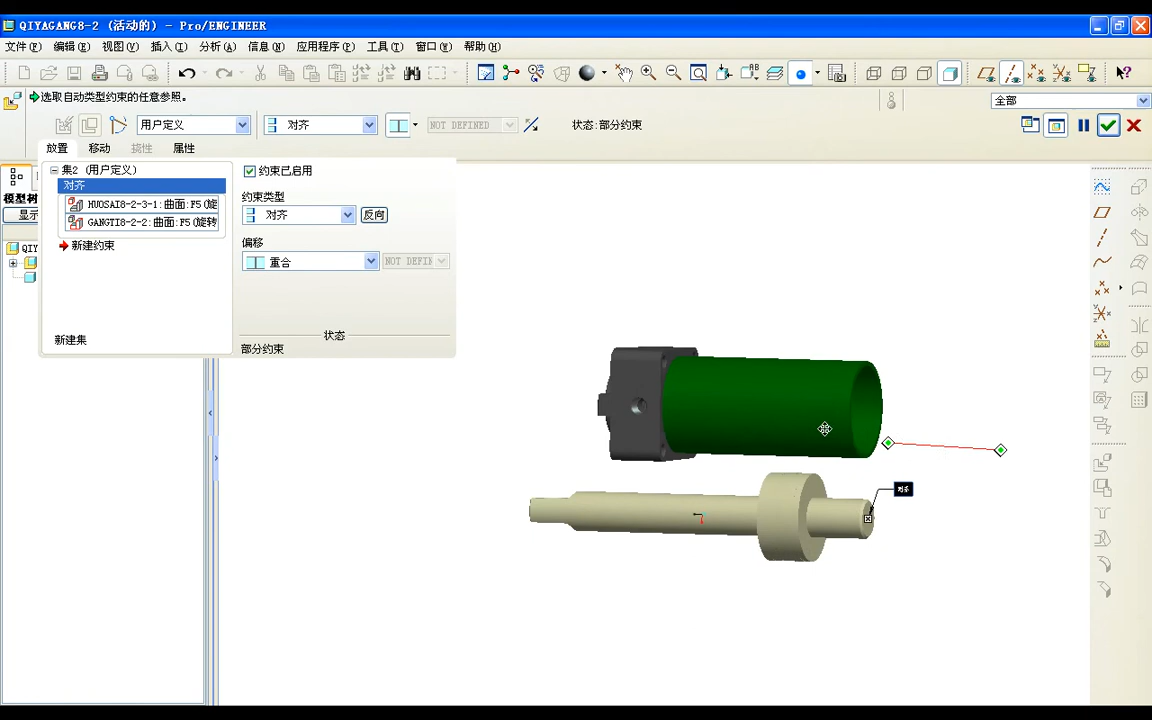 QIYAGANG8-2 (活动的) - Pro/ENGINEER
文件(F) 编辑(E) 视图(V) 插入(I) 分析(A) 信息(N) 应用程序(P) 工具(T) 窗口(W) 帮助(H)
选取自动类型约束的任意参照。
全部
用户定义 对齐 NOT DEFINED 状态:部分约束
放置 移动 挠性 属性
集2 (用户定义)
对齐
HUOSAI8-2-3-1:曲面:F5(旋
GANGTI8-2-2:曲面:F5(旋转
新建约束
新建集
约束已启用
约束类型
对齐 反向
偏移
重合 NOT DEFIN
状态
部分约束
模型树
显示
QIY
对齐